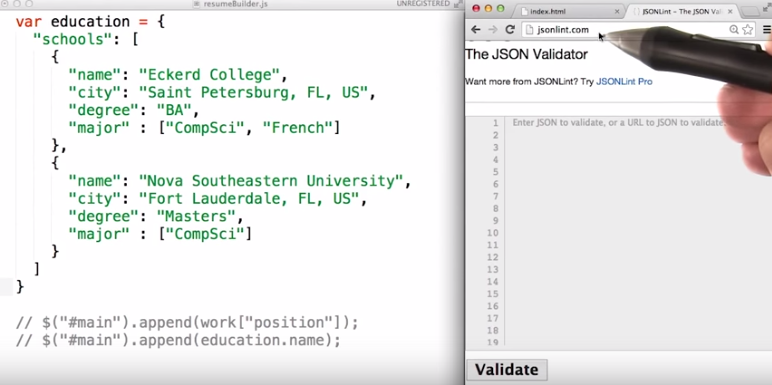 resumeBuilder.js
UNREGISTERED
var education = {
"schools": [
{
"name": "Eckerd College",
"city": "Saint Petersburg, FL, US",
"degree": "BA",
"major" : ["CompSci", "French"]
},
{
"name": "Nova Southeastern University",
"city": "Fort Lauderdale, FL, US",
"degree": "Masters",
"major" : ["CompSci"]
}
]
}
// $("#main").append(work["position"]);
// $("#main").append(education.name);
index.html
JSONLint - The JSON Val
jsonlint.com
The JSON Validator
Want more from JSONLint? Try JSONLint Pro
1 Enter JSON to validate, or a URL to JSON to validate.
2
3
4
5
6
7
8
9
10
11
12
13
14
15
16
17
18
19
Validate